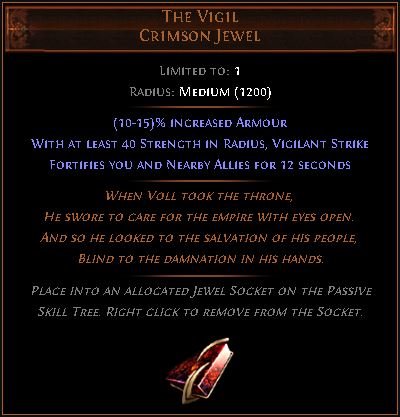 The Vigil
Crimson Jewel
Limited to: 1
Radius: Medium (1200)
(10-15)% increased Armour
With at least 40 Strength in Radius, Vigilant Strike
Fortifies you and Nearby Allies for 12 seconds
When Voll took the throne,
He swore to care for the empire with eyes open.
And so he looked to the salvation of his people,
Blind to the damnation in his hands.
Place into an allocated Jewel Socket on the Passive
Skill Tree. Right click to remove from the Socket.